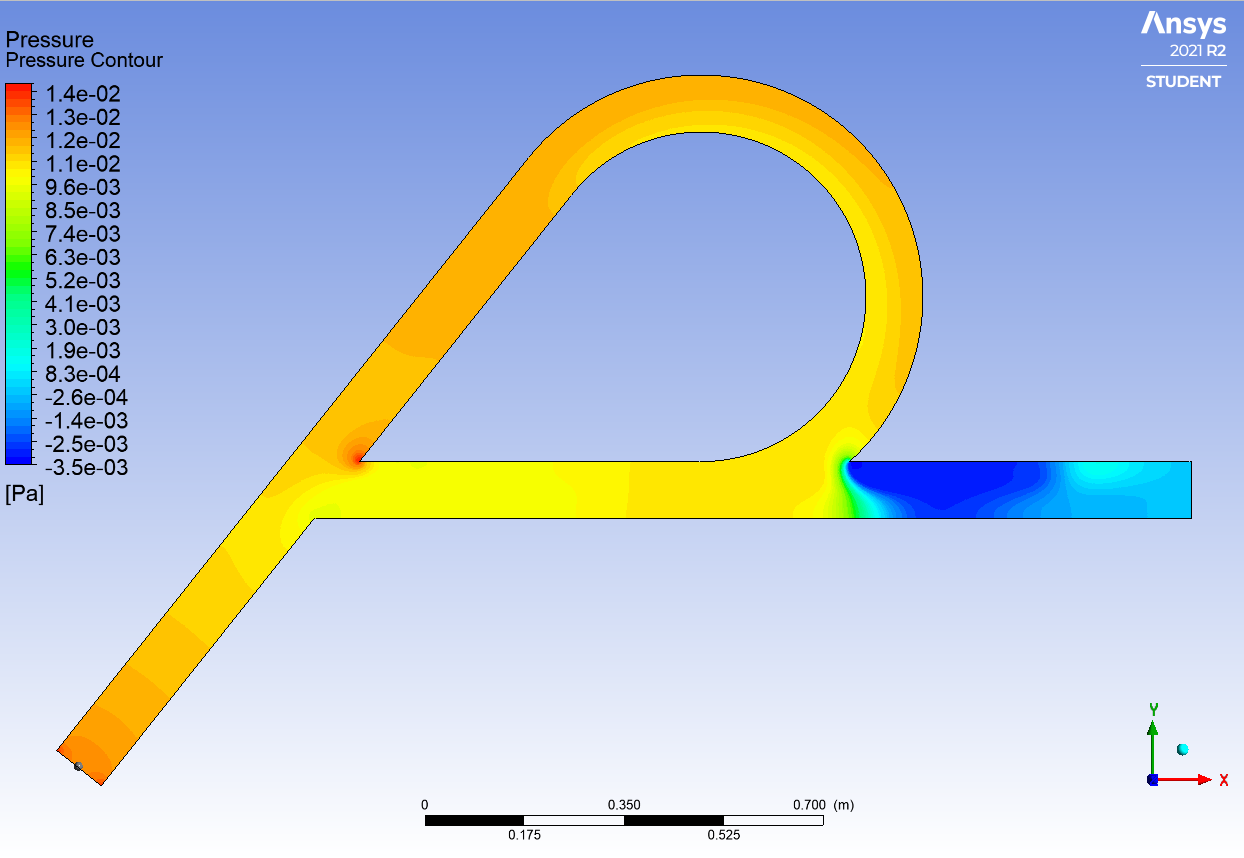 Pressure
Pressure Contour
1.4e-02
1.3e-02
1.2e-02
1.1e-02
9.6e-03
8.5e-03
7.4e-03
6.3e-03
5.2e-03
4.1e-03
3.0e-03
1.9e-03
8.3e-04
-2.6e-04
-1.4e-03
-2.5e-03
-3.5e-03
[Pa]
Ansys
2021 R2
STUDENT
Y
X
0 0.350 0.700 (m)
0.175 0.525